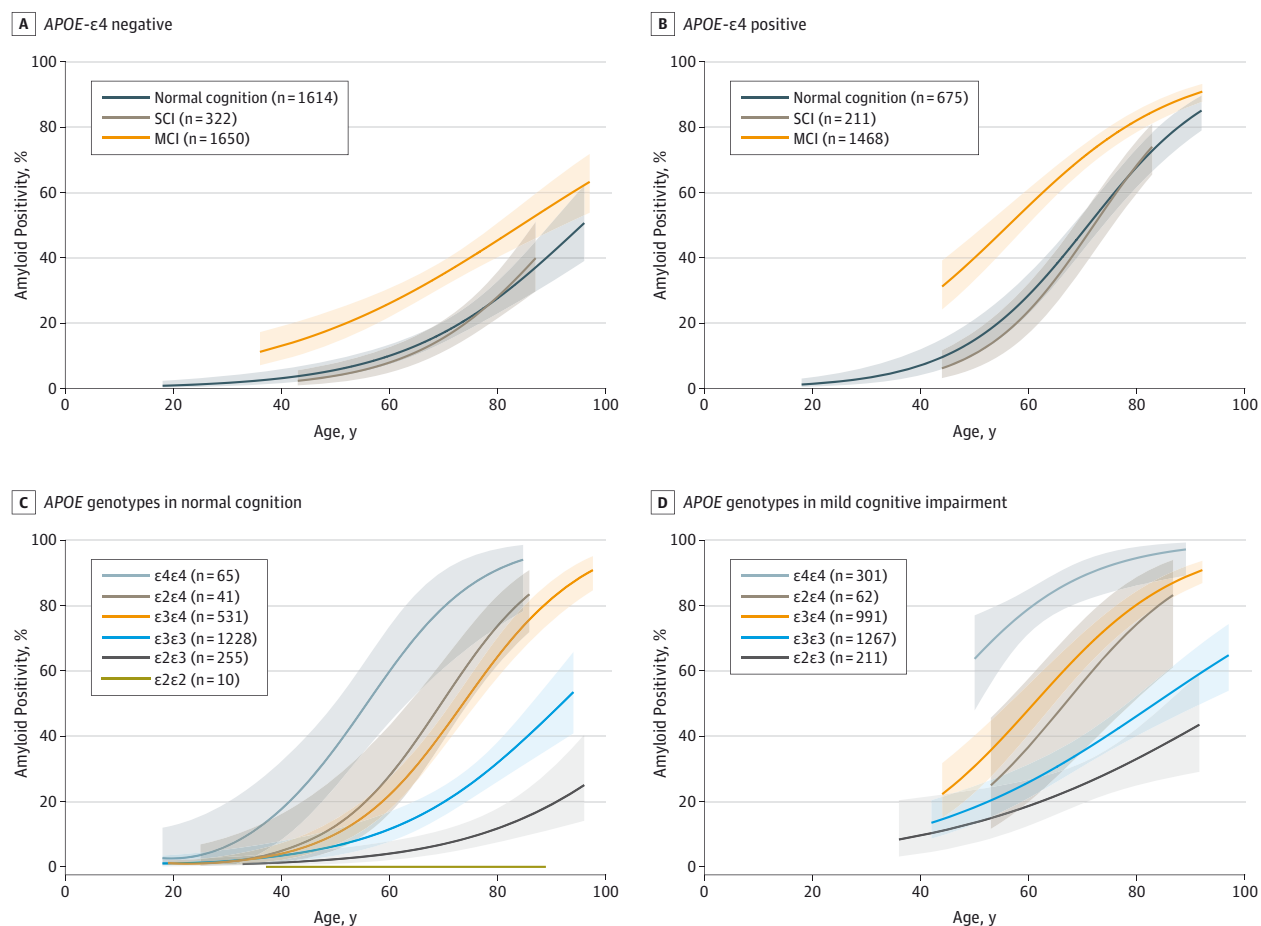 A APOE-ε4 negative
100
80
60
40
20
0
Amyloid Positivity, %
Normal cognition (n = 1614)
SCI (n = 322)
MCI (n = 1650)
0 20 40 60 80 100
Age, y
B APOE-ε4 positive
100
80
60
40
20
0
Amyloid Positivity, %
Normal cognition (n = 675)
SCI (n = 211)
MCI (n = 1468)
0 20 40 60 80 100
Age, y
C APOE genotypes in normal cognition
100
80
60
40
20
0
Amyloid Positivity, %
ε4ε4 (n = 65)
ε2ε4 (n = 41)
ε3ε4 (n = 531)
ε3ε3 (n = 1228)
ε2ε3 (n = 255)
ε2ε2 (n = 10)
0 20 40 60 80 100
Age, y
D APOE genotypes in mild cognitive impairment
100
80
60
40
20
0
Amyloid Positivity, %
ε4ε4 (n = 301)
ε2ε4 (n = 62)
ε3ε4 (n = 991)
ε3ε3 (n = 1267)
ε2ε3 (n = 211)
0 20 40 60 80 100
Age, y